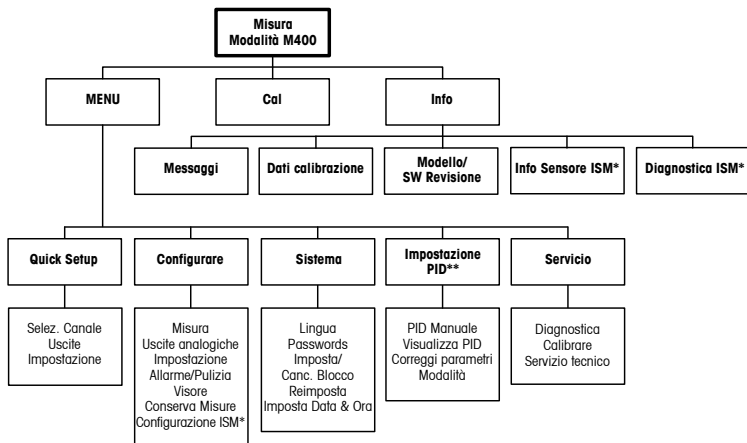 Misura
Modalità M400
MENU
Cal
Info
Messaggi
Dati calibrazione
Modello/
SW Revisione
Info Sensore ISM*
Diagnostica ISM*
Quick Setup
Configurare
Sistema
Impostazione
PID**
Servicio
Selez. Canale
Uscite
Impostazione
Misura
Uscite analogiche
Impostazione
Allarme/Pulizia
Visore
Conserva Misure
Configurazione ISM*
Lingua
Passwords
Imposta/
Canc. Blocco
Reimposta
Imposta Data & Ora
PID Manuale
Visualizza PID
Correggi parametri
Modalità
Diagnostica
Calibrare
Servizio tecnico